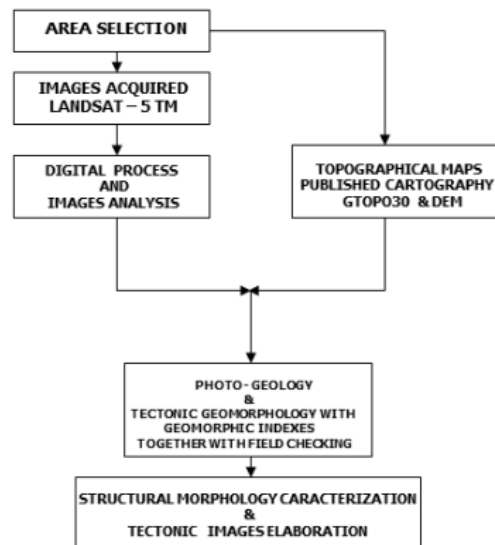 AREA SELECTION
IMAGES ACQUIRED
LANDSAT – 5 TM
DIGITAL PROCESS
AND
IMAGES ANALYSIS
TOPOGRAPHICAL MAPS
PUBLISHED CARTOGRAPHY
GTOPO30 & DEM
PHOTO - GEOLOGY
&
TECTONIC GEOMORPHOLOGY WITH
GEOMORPHIC INDEXES
TOGETHER WITH FIELD CHECKING
STRUCTURAL MORPHOLOGY CARACTERIZATION
&
TECTONIC IMAGES ELABORATION